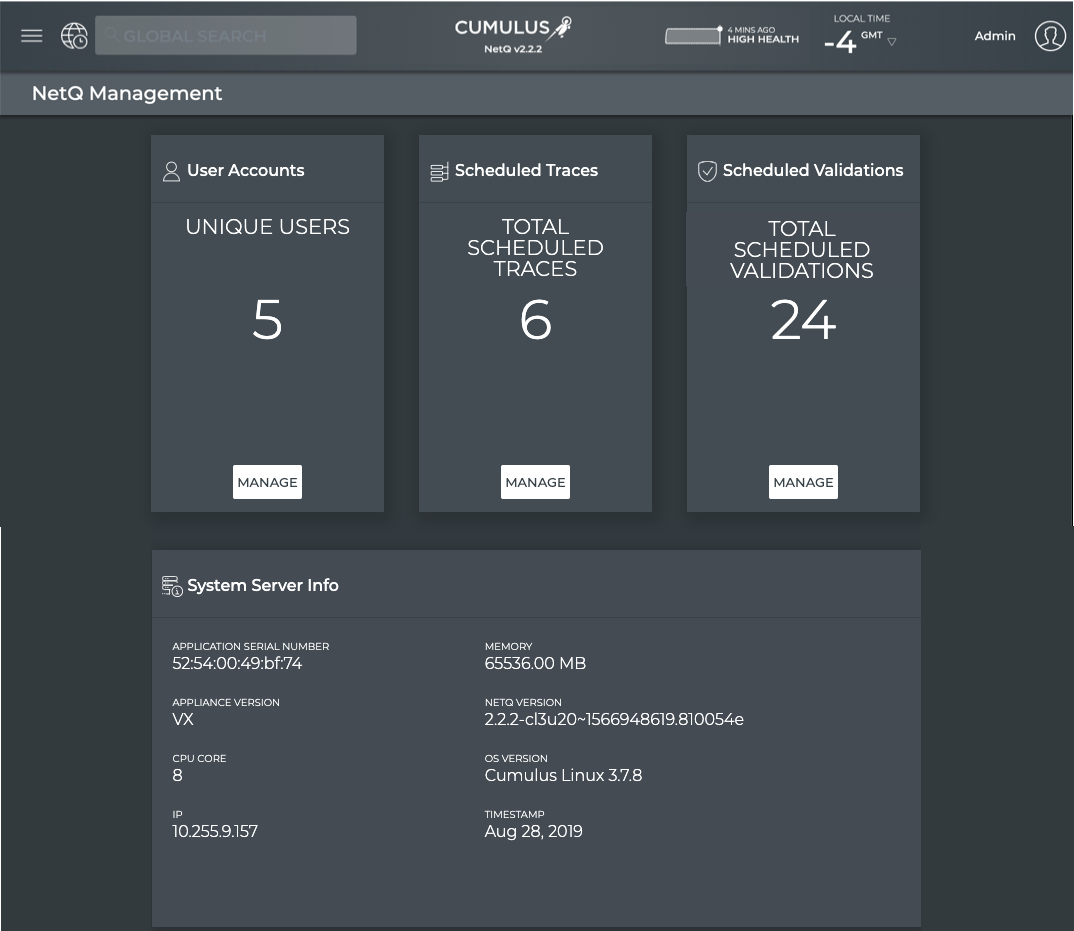 GLOBAL SEARCH
CUMULUS
NetQ v2.2.2
4 MINS AGO
HIGH HEALTH
LOCAL TIME
-4 GMT
Admin
NetQ Management
User Accounts
UNIQUE USERS
5
MANAGE
Scheduled Traces
TOTAL
SCHEDULED
TRACES
6
MANAGE
Scheduled Validations
TOTAL
SCHEDULED
VALIDATIONS
24
MANAGE
System Server Info
APPLICATION SERIAL NUMBER
52:54:00:49:bf:74
MEMORY
65536.00 MB
APPLIANCE VERSION
VX
NETQ VERSION
2.2.2-cl3u20~1566948619.810054e
CPU CORE
8
OS VERSION
Cumulus Linux 3.7.8
IP
10.255.9.157
TIMESTAMP
Aug 28, 2019